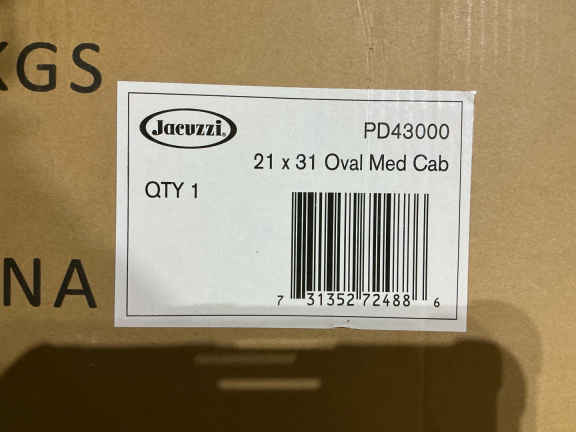 KGS
Jacuzzi
PD43000
21 x 31 Oval Med Cab
QTY 1
7 31352 72488 6
NA